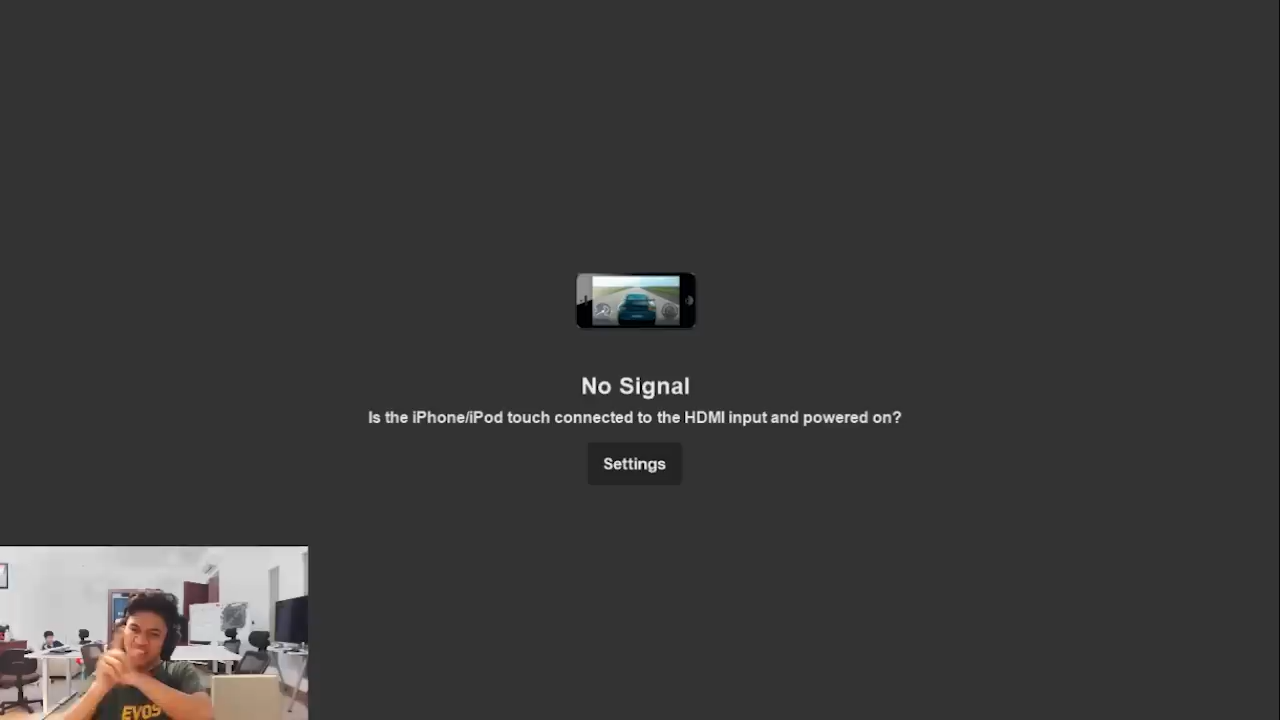 No Signal
Is the iPhone/iPod touch connected to the HDMI input and powered on?
Settings
EVOS